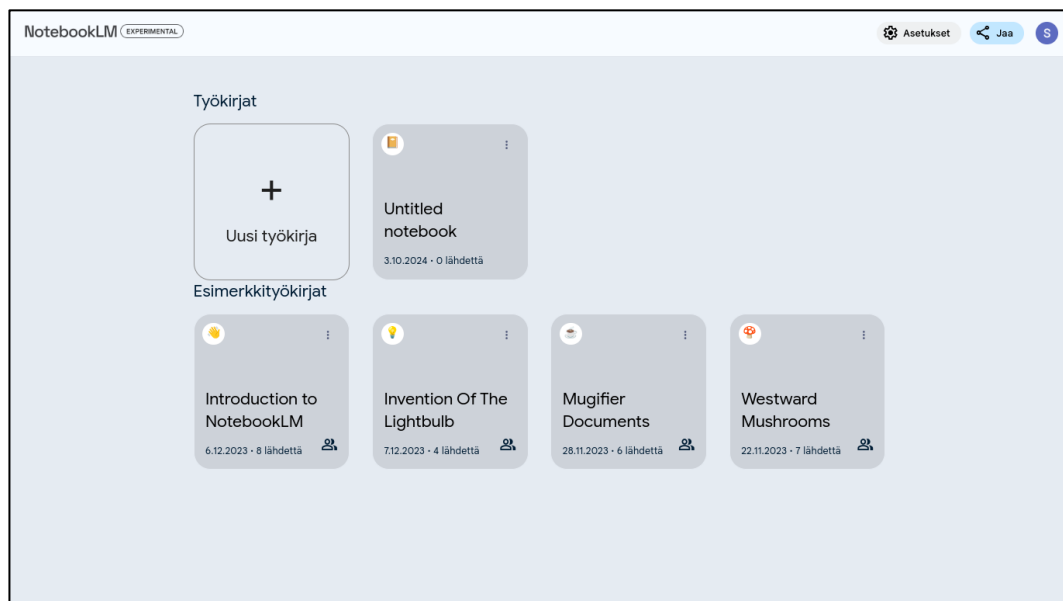 NotebookLM EXPERIMENTAL
Asetukset
Jaa
S
Työkirjat
+
Uusi työkirja
Untitled
notebook
3.10.2024 · 0 lähdettä
Esimerkkityökirjat
Introduction to
NotebookLM
6.12.2023 · 8 lähdettä
Invention Of The
Lightbulb
7.12.2023 · 4 lähdettä
Mugifier
Documents
28.11.2023 · 6 lähdettä
Westward
Mushrooms
22.11.2023 · 7 lähdettä